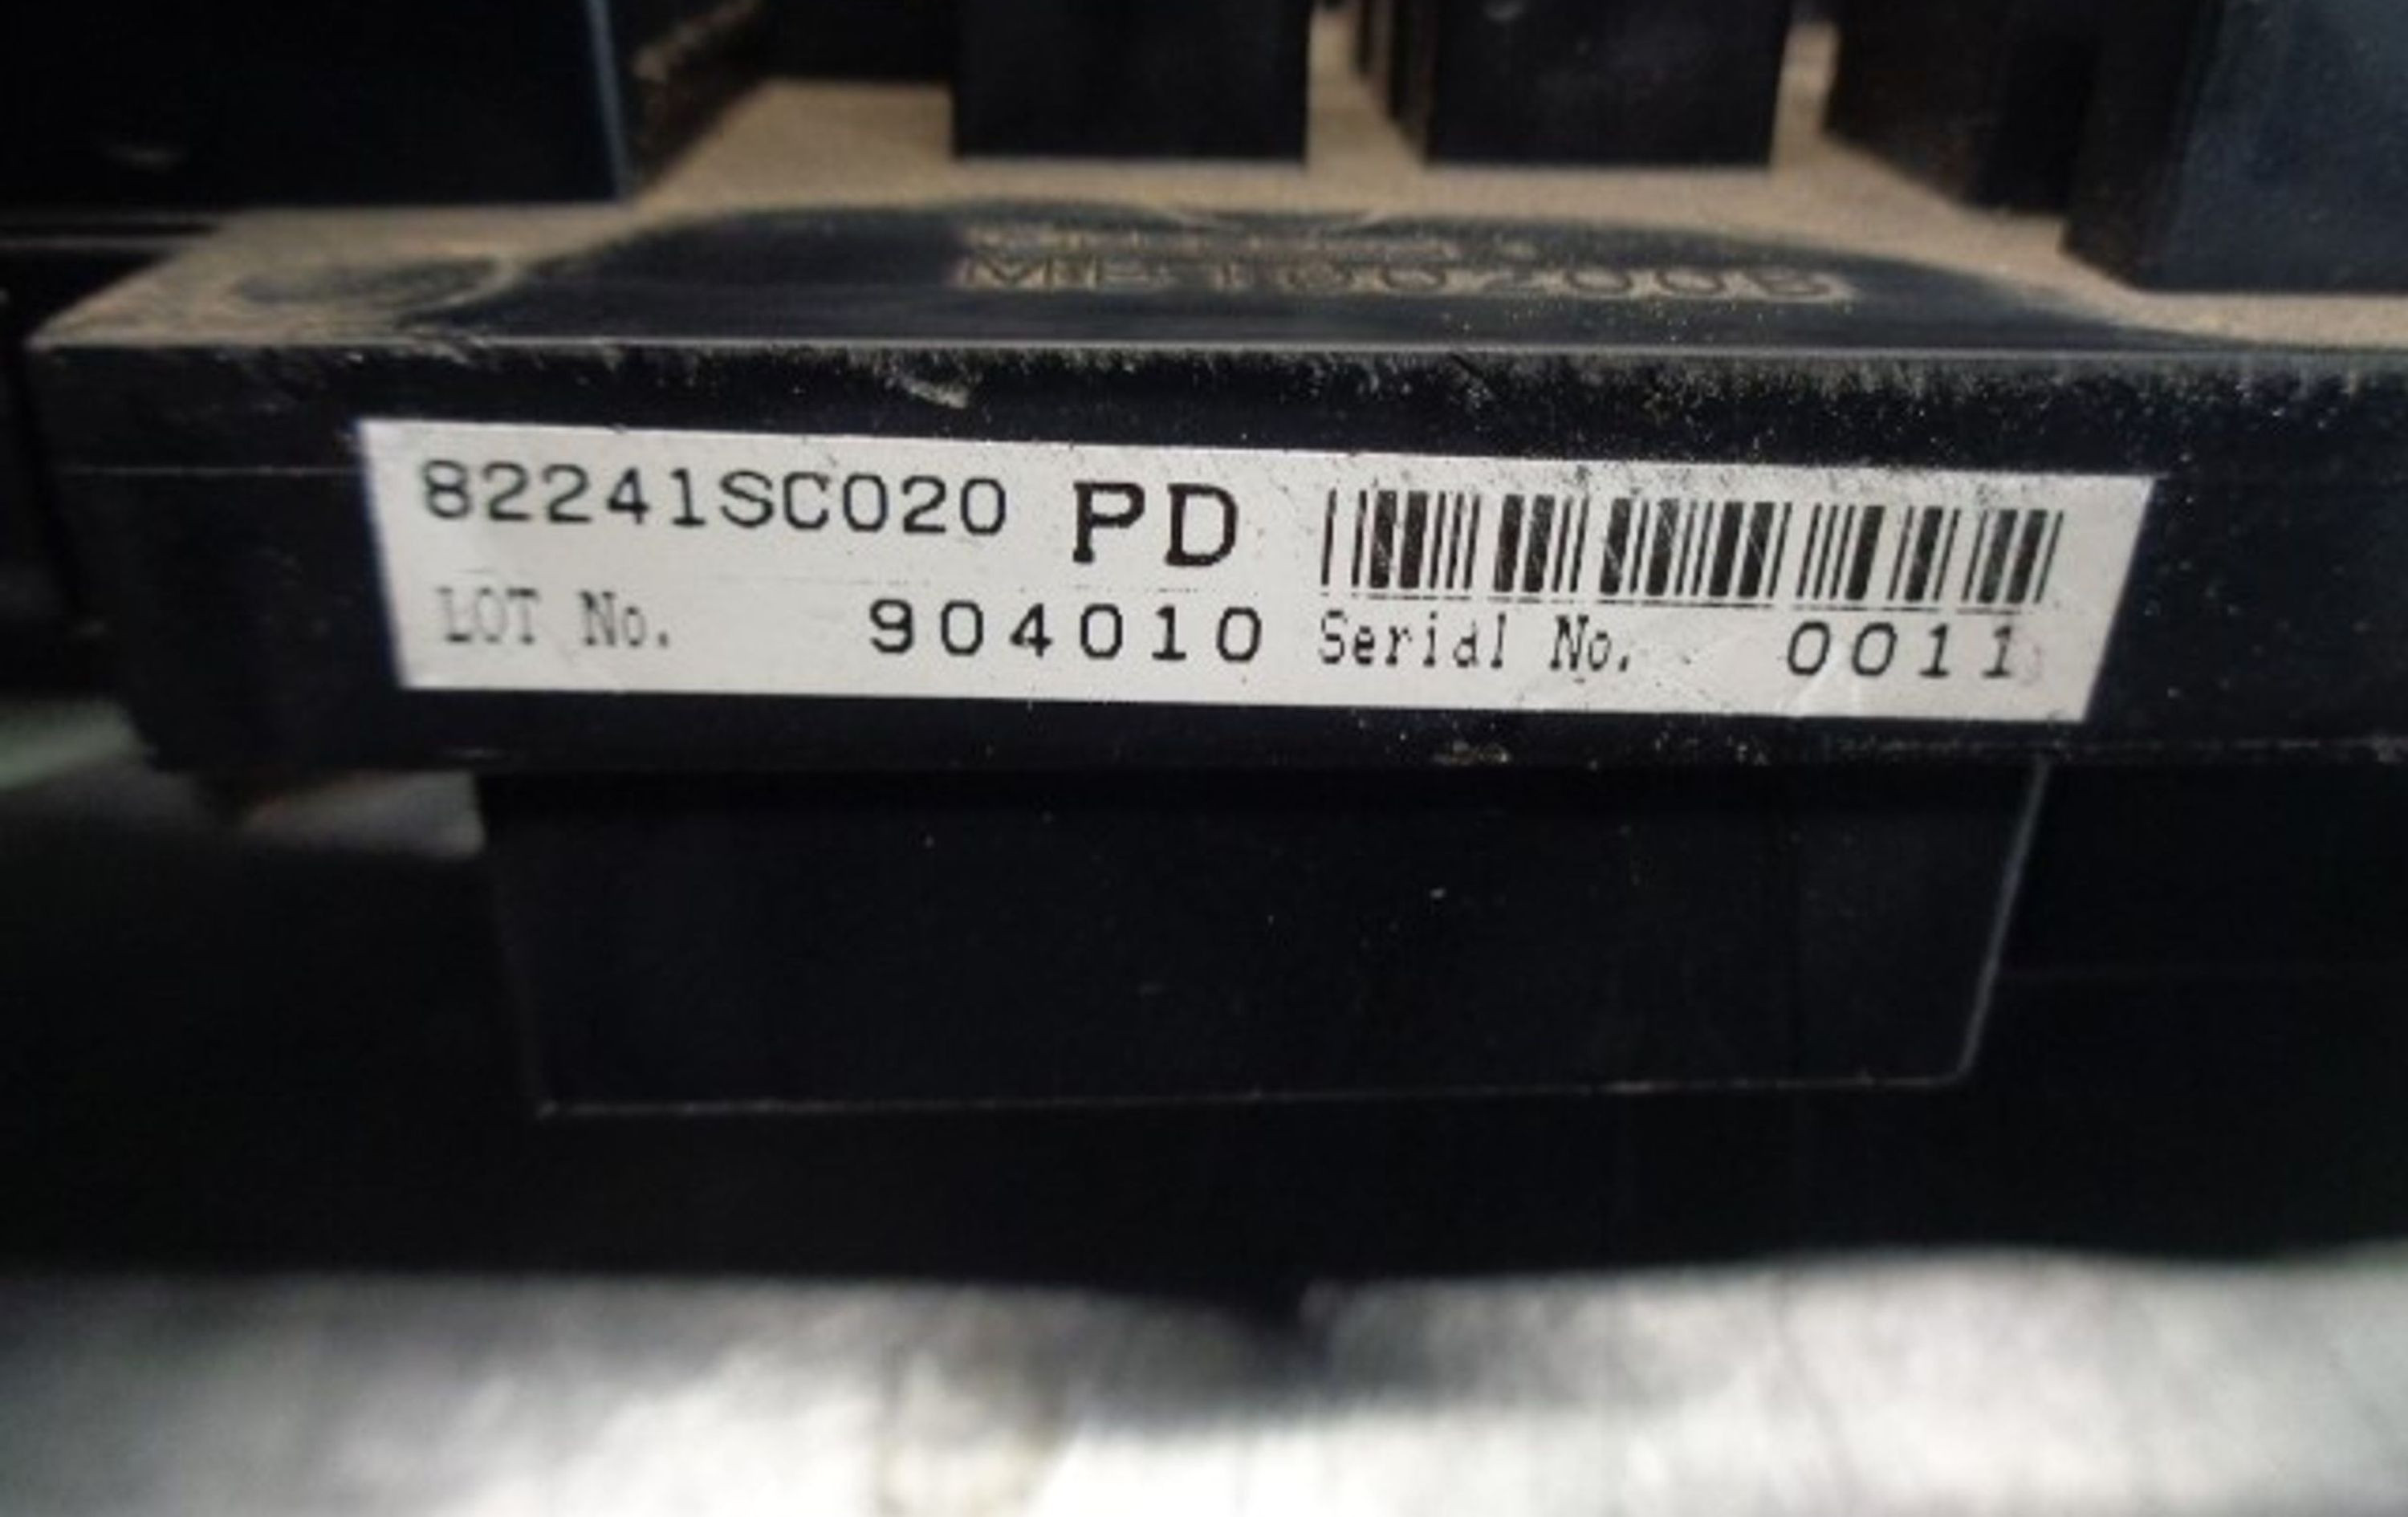 82241SC020 PD
LOT No. 904010 Serial No. 0011